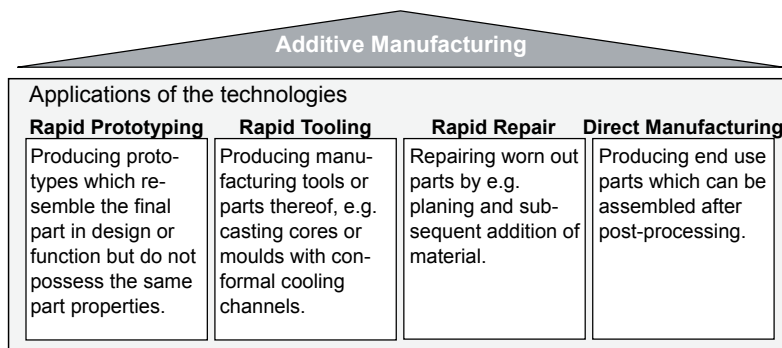 Additive Manufacturing
Applications of the technologies
Rapid Prototyping
Producing proto-
types which re-
semble the final
part in design or
function but do not
possess the same
part properties.
Rapid Tooling
Producing manu-
facturing tools or
parts thereof, e.g.
casting cores or
moulds with con-
formal cooling
channels.
Rapid Repair
Repairing worn out
parts by e.g.
planing and sub-
sequent addition of
material.
Direct Manufacturing
Producing end use
parts which can be
assembled after
post-processing.